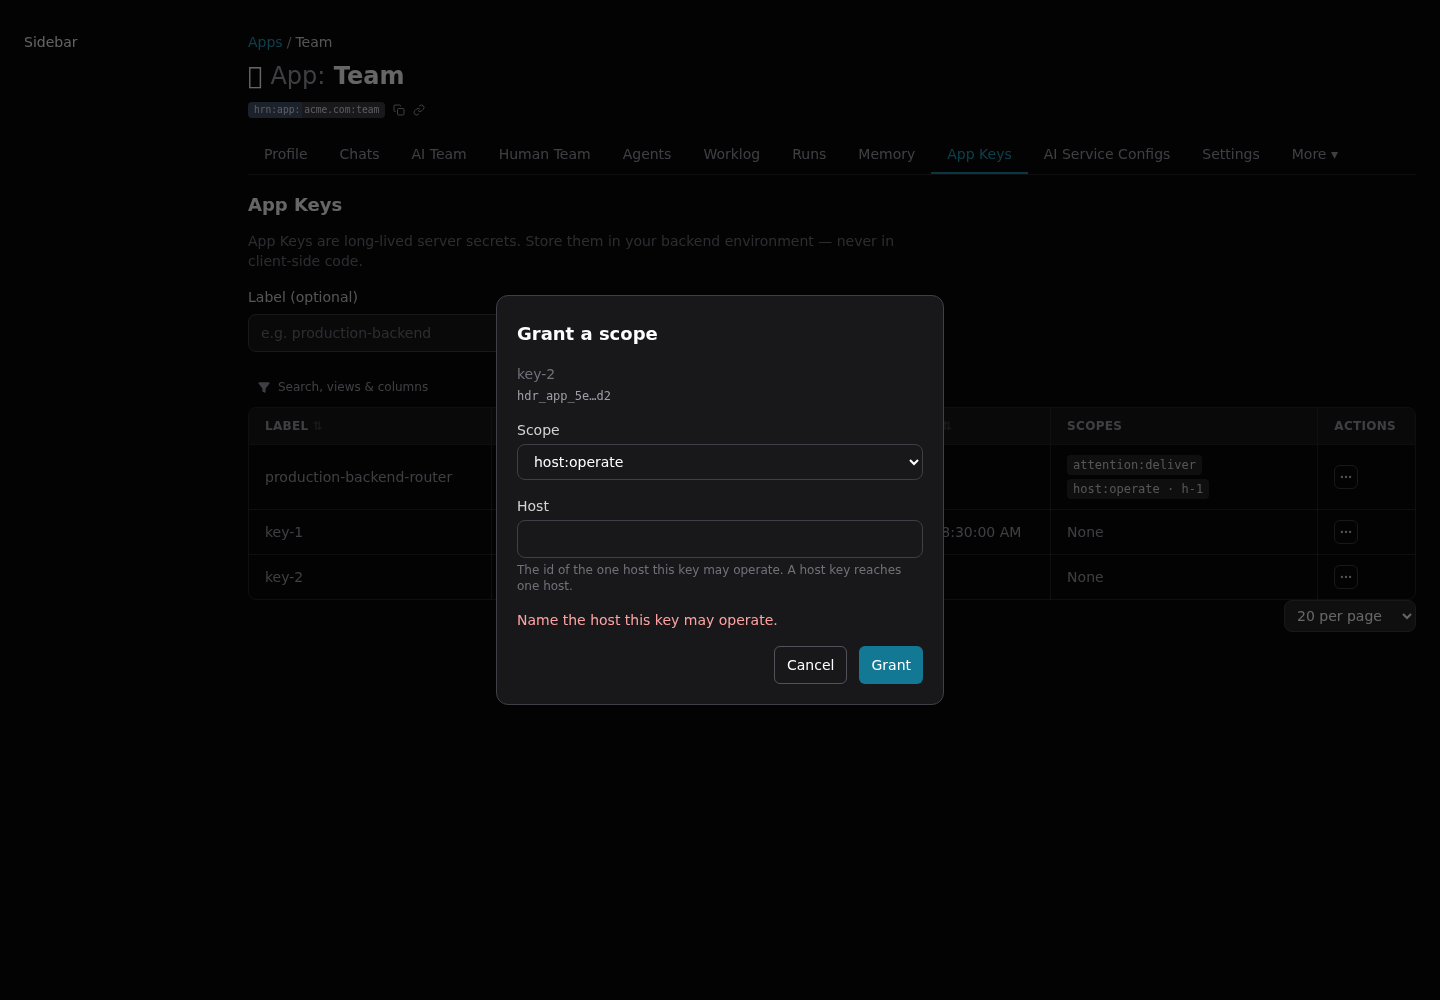 Sidebar
Apps / Team
App: Team
hrn:app: acme.com:team
Profile Chats AI Team Human Team Agents Worklog Runs Memory App Keys AI Service Configs Settings More ▾
App Keys
App Keys are long-lived server secrets. Store them in your backend environment — never in
client-side code.
Label (optional)
e.g. production-backend
Search, views & columns
LABEL ⇅ SCOPES ACTIONS
production-backend-router attention:deliver
host:operate · h-1
key-1 8:30:00 AM None
key-2 None
20 per page
Grant a scope
key-2
hdr_app_5e…d2
Scope
host:operate
Host
The id of the one host this key may operate. A host key reaches
one host.
Name the host this key may operate.
Cancel Grant